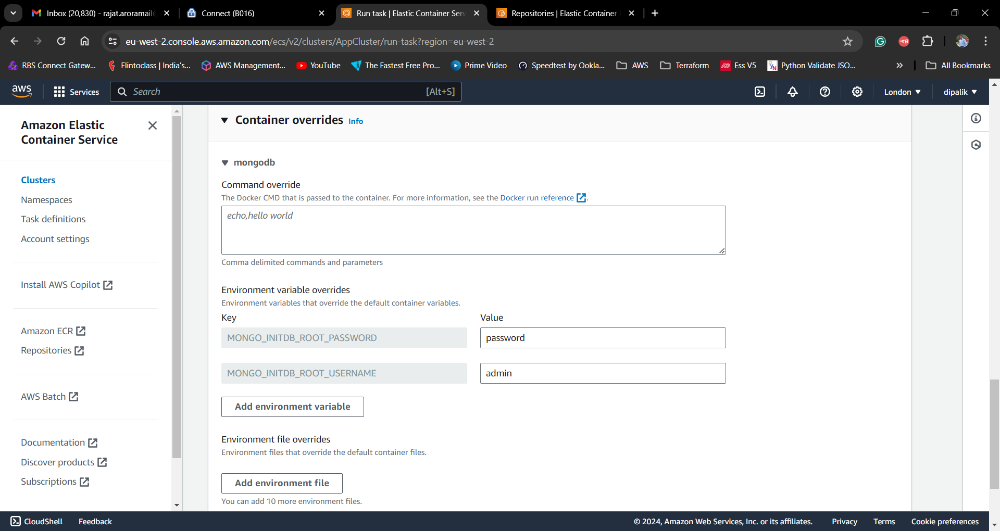 Inbox (20,830) - rajat.aroramail
Connect (B016)
Run task | Elastic Container Serv
Repositories | Elastic Container
eu-west-2.console.aws.amazon.com/ecs/v2/clusters/AppCluster/run-task?region=eu-west-2
RBS Connect Gatew...
Flintoclass | India's...
AWS Management...
YouTube
The Fastest Free Pro...
Prime Video
Speedtest by Ookla...
AWS
Terraform
Ess V5
Python Validate JSO...
All Bookmarks
aws
Services
Search
[Alt+S]
London
dipalik
Amazon Elastic
Container Service
Clusters
Namespaces
Task definitions
Account settings
Install AWS Copilot
Amazon ECR
Repositories
AWS Batch
Documentation
Discover products
Subscriptions
Container overrides Info
mongodb
Command override
The Docker CMD that is passed to the container. For more information, see the Docker run reference.
echo,hello world
Comma delimited commands and parameters
Environment variable overrides
Environment variables that override the default container variables.
Key Value
MONGO_INITDB_ROOT_PASSWORD password
MONGO_INITDB_ROOT_USERNAME admin
Add environment variable
Environment file overrides
Environment files that override the default container files.
Add environment file
You can add 10 more environment files.
CloudShell
Feedback
© 2024, Amazon Web Services, Inc. or its affiliates.
Privacy
Terms
Cookie preferences